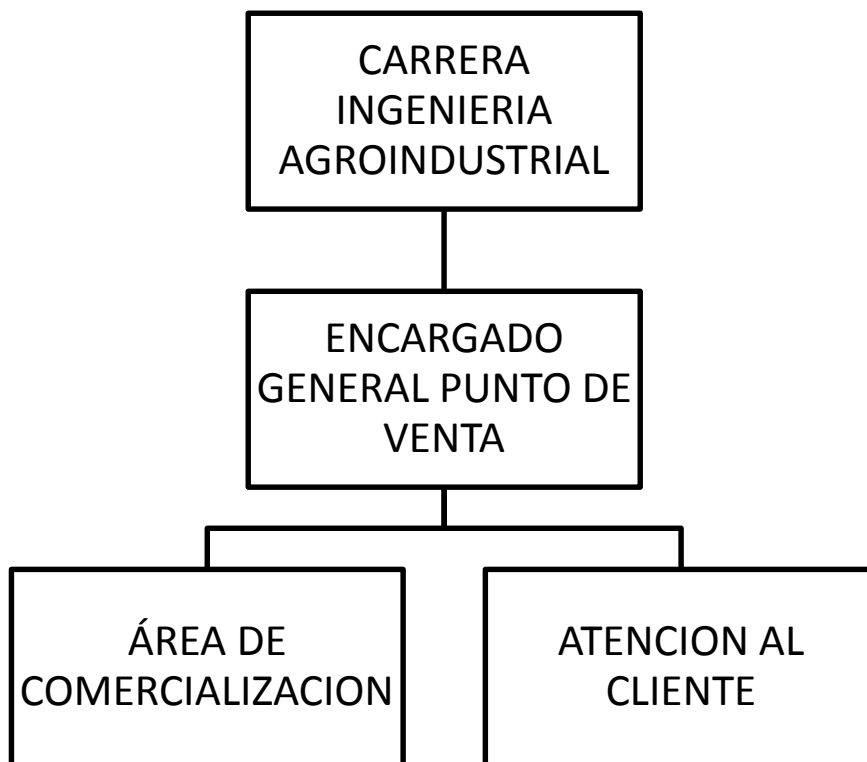 CARRERA
INGENIERIA
AGROINDUSTRIAL
ENCARGADO
GENERAL PUNTO DE
VENTA
ÁREA DE
COMERCIALIZACION
ATENCION AL
CLIENTE